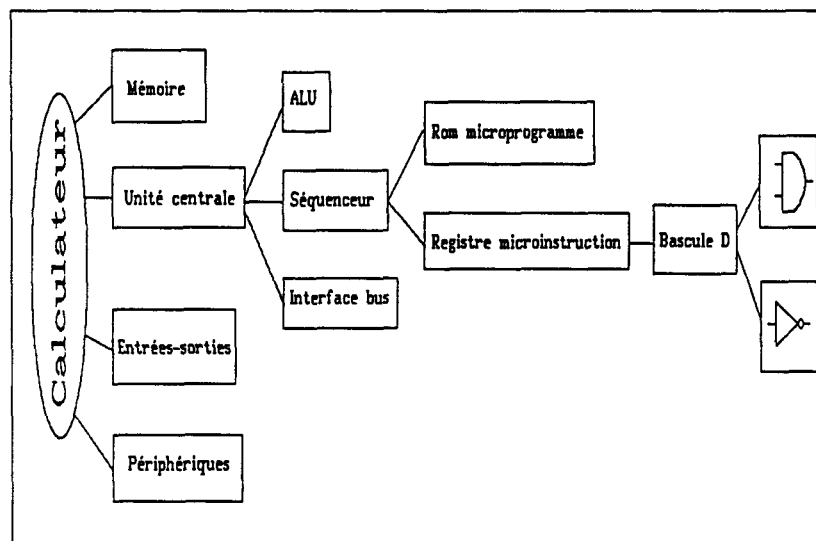 Calculateur
Mémoire
Unité centrale
Entrées-sorties
Périphériques
ALU
Séquenceur
Interface bus
Rom microprogramme
Registre microinstruction
Bascule D